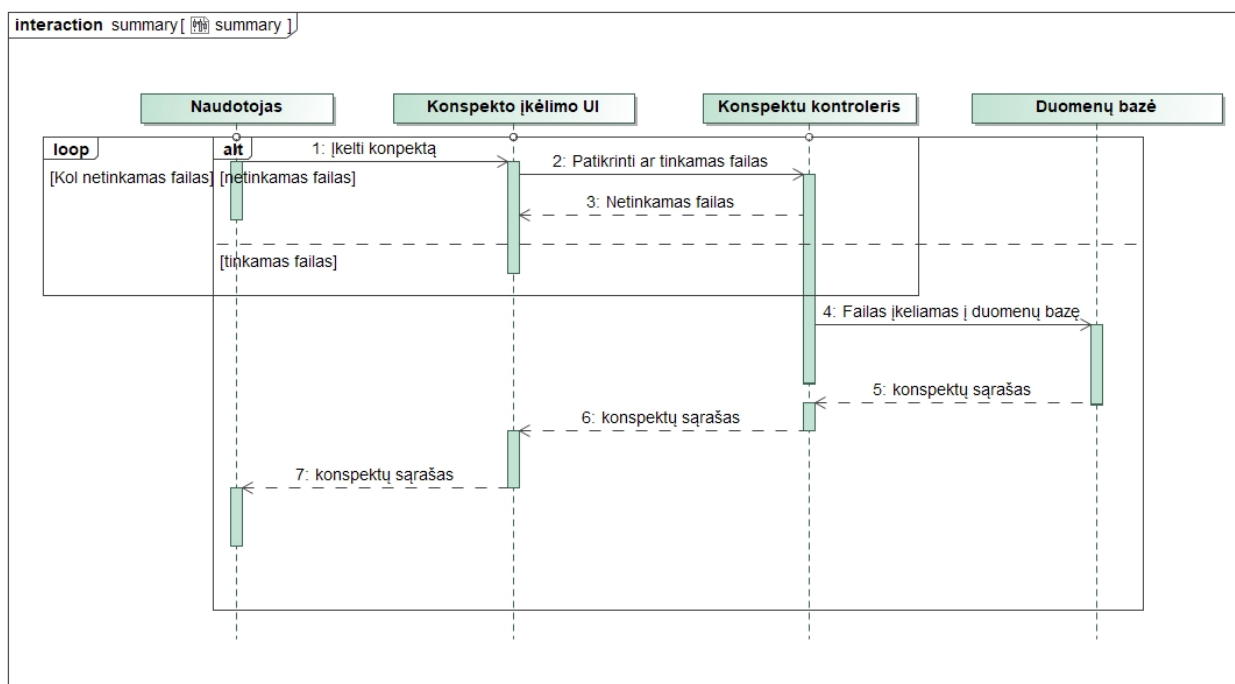 interaction summary[ summary ]
Naudotojas
Konspekto įkėlimo UI
Konspektu kontroleris
Duomenų bazė
loop
alt
1: Įkelti konpektą
2: Patikrinti ar tinkamas failas
[Kol netinkamas failas]
[netinkamas failas]
3: Netinkamas failas
[tinkamas failas]
4: Failas įkeliamas į duomenų bazę
5: konspektų sąrašas
6: konspektų sąrašas
7: konspektų sąrašas